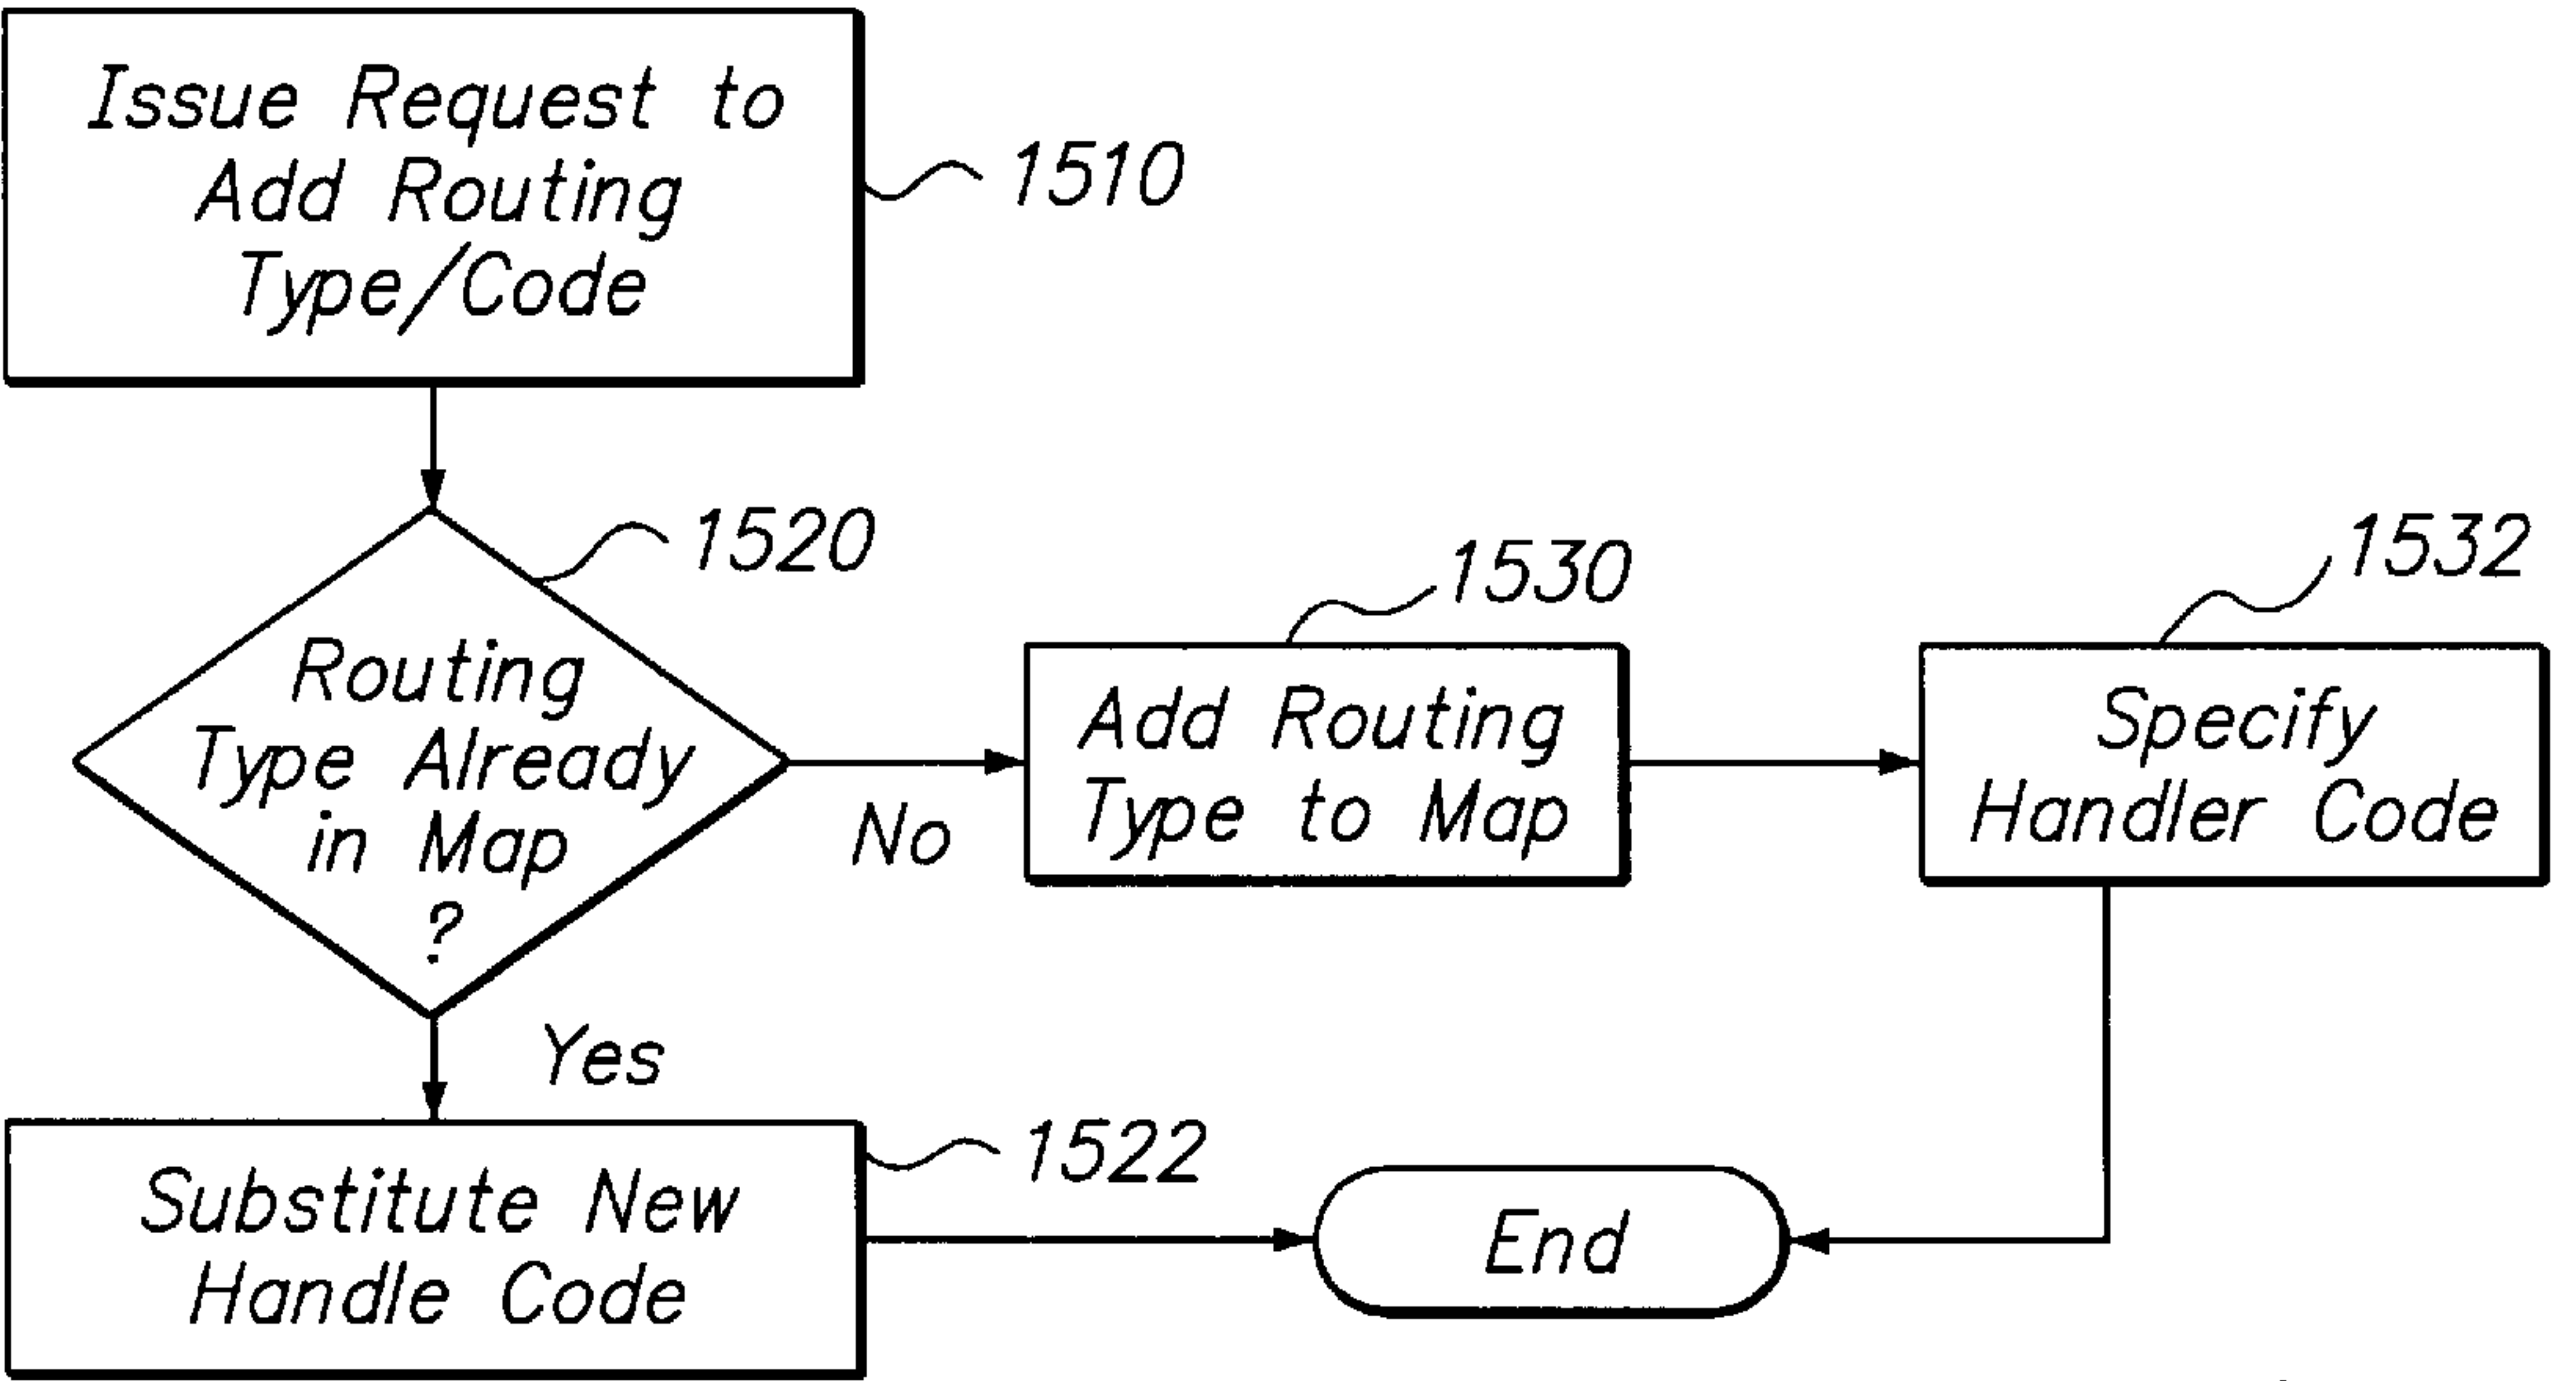 Issue Request to
Add Routing
Type/Code
1510
1520
Routing
Type Already
in Map
?
No
1530
Add Routing
Type to Map
1532
Specify
Handler Code
Yes
1522
Substitute New
Handle Code
End